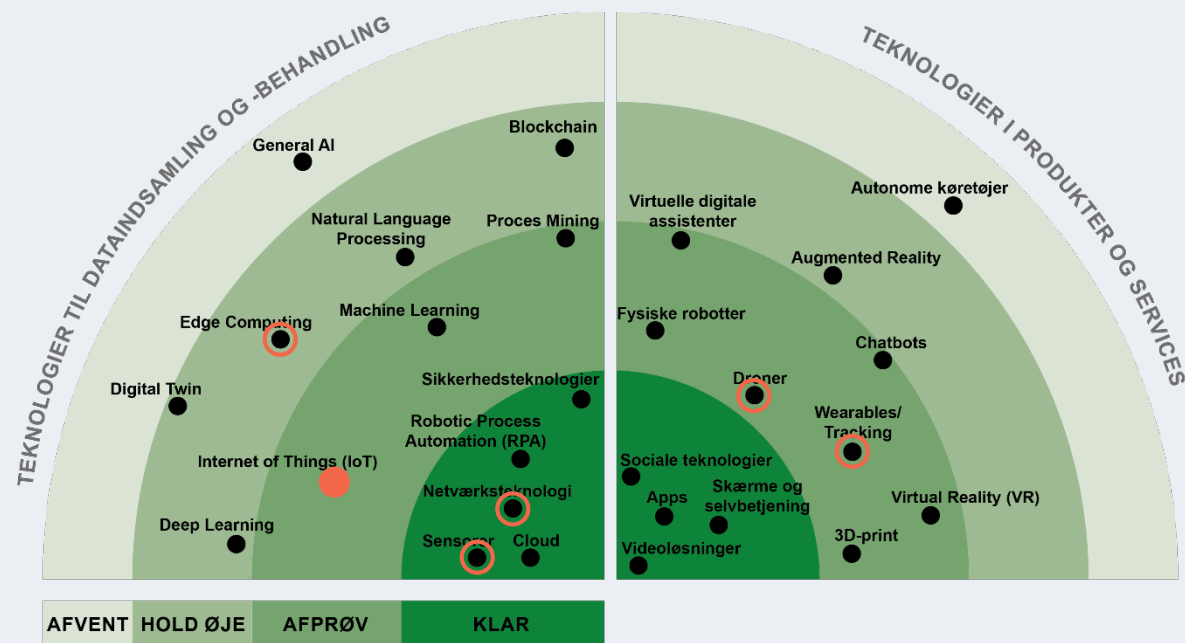 TEKNOLOGIER TIL DATAINDSAMLING OG -BEHANDLING
General AI
Blockchain
Natural Language
Processing
Proces Mining
Edge Computing
Machine Learning
Digital Twin
Sikkerhedsteknologier
Robotic Process
Automation (RPA)
Internet of Things (IoT)
Netværksteknologi
Deep Learning
Sensorer
Cloud
TEKNOLOGIER I PRODUKTER OG SERVICES
Autonome køretøjer
Virtuelle digitale
assistenter
Augmented Reality
Fysiske robotter
Chatbots
Droner
Wearables/
Tracking
Sociale teknologier
Apps
Skærme og
selvbetjening
Virtual Reality (VR)
3D-print
Videoløsninger
AFVENT
HOLD ØJE
AFPRØV
KLAR